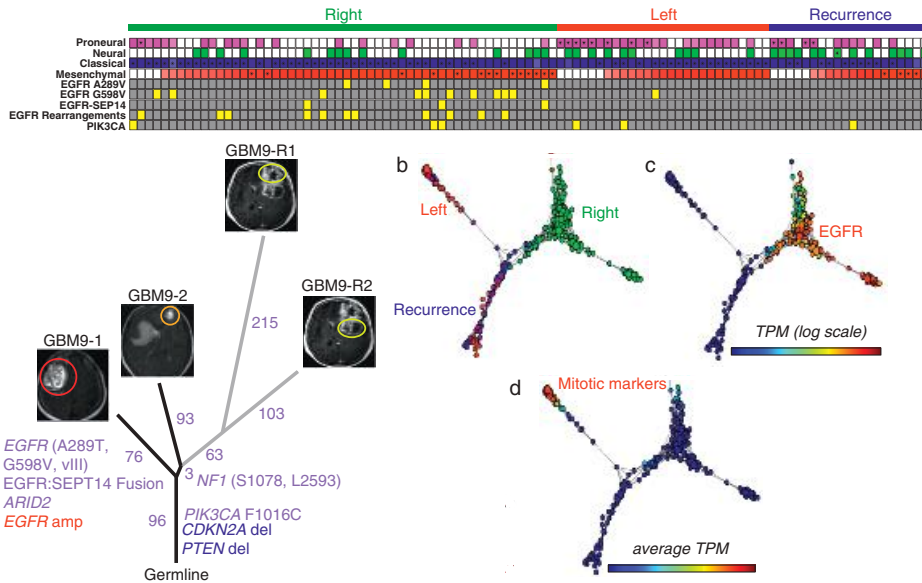 Right Left Recurrence
Proneural
Neural
Classical
Mesenchymal
EGFR A289V
EGFR G598V
EGFR-SEP14
EGFR Rearrangements
PIK3CA
GBM9-R1
GBM9-2
GBM9-1
GBM9-R2
215
93
103
76
63
3
96
EGFR (A289T,
G598V, vIII)
EGFR:SEPT14 Fusion
ARID2
EGFR amp
NF1 (S1078, L2593)
PIK3CA F1016C
CDKN2A del
PTEN del
Germline
b
Left
Right
Recurrence
c
EGFR
TPM (log scale)
d
Mitotic markers
average TPM